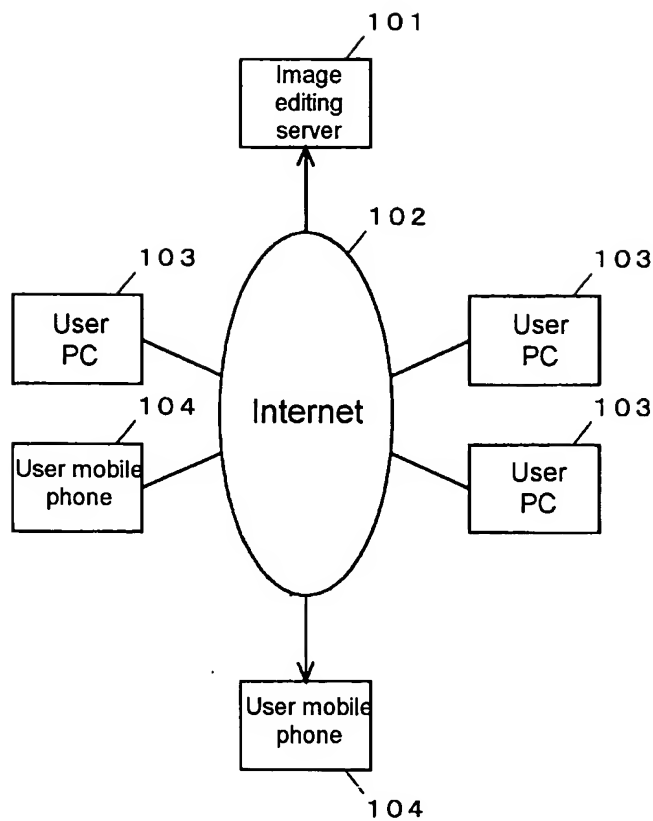 101
Image
editing
server
102
103
User
PC
103
User
PC
104
User mobile
phone
Internet
103
User
PC
User mobile
phone
104